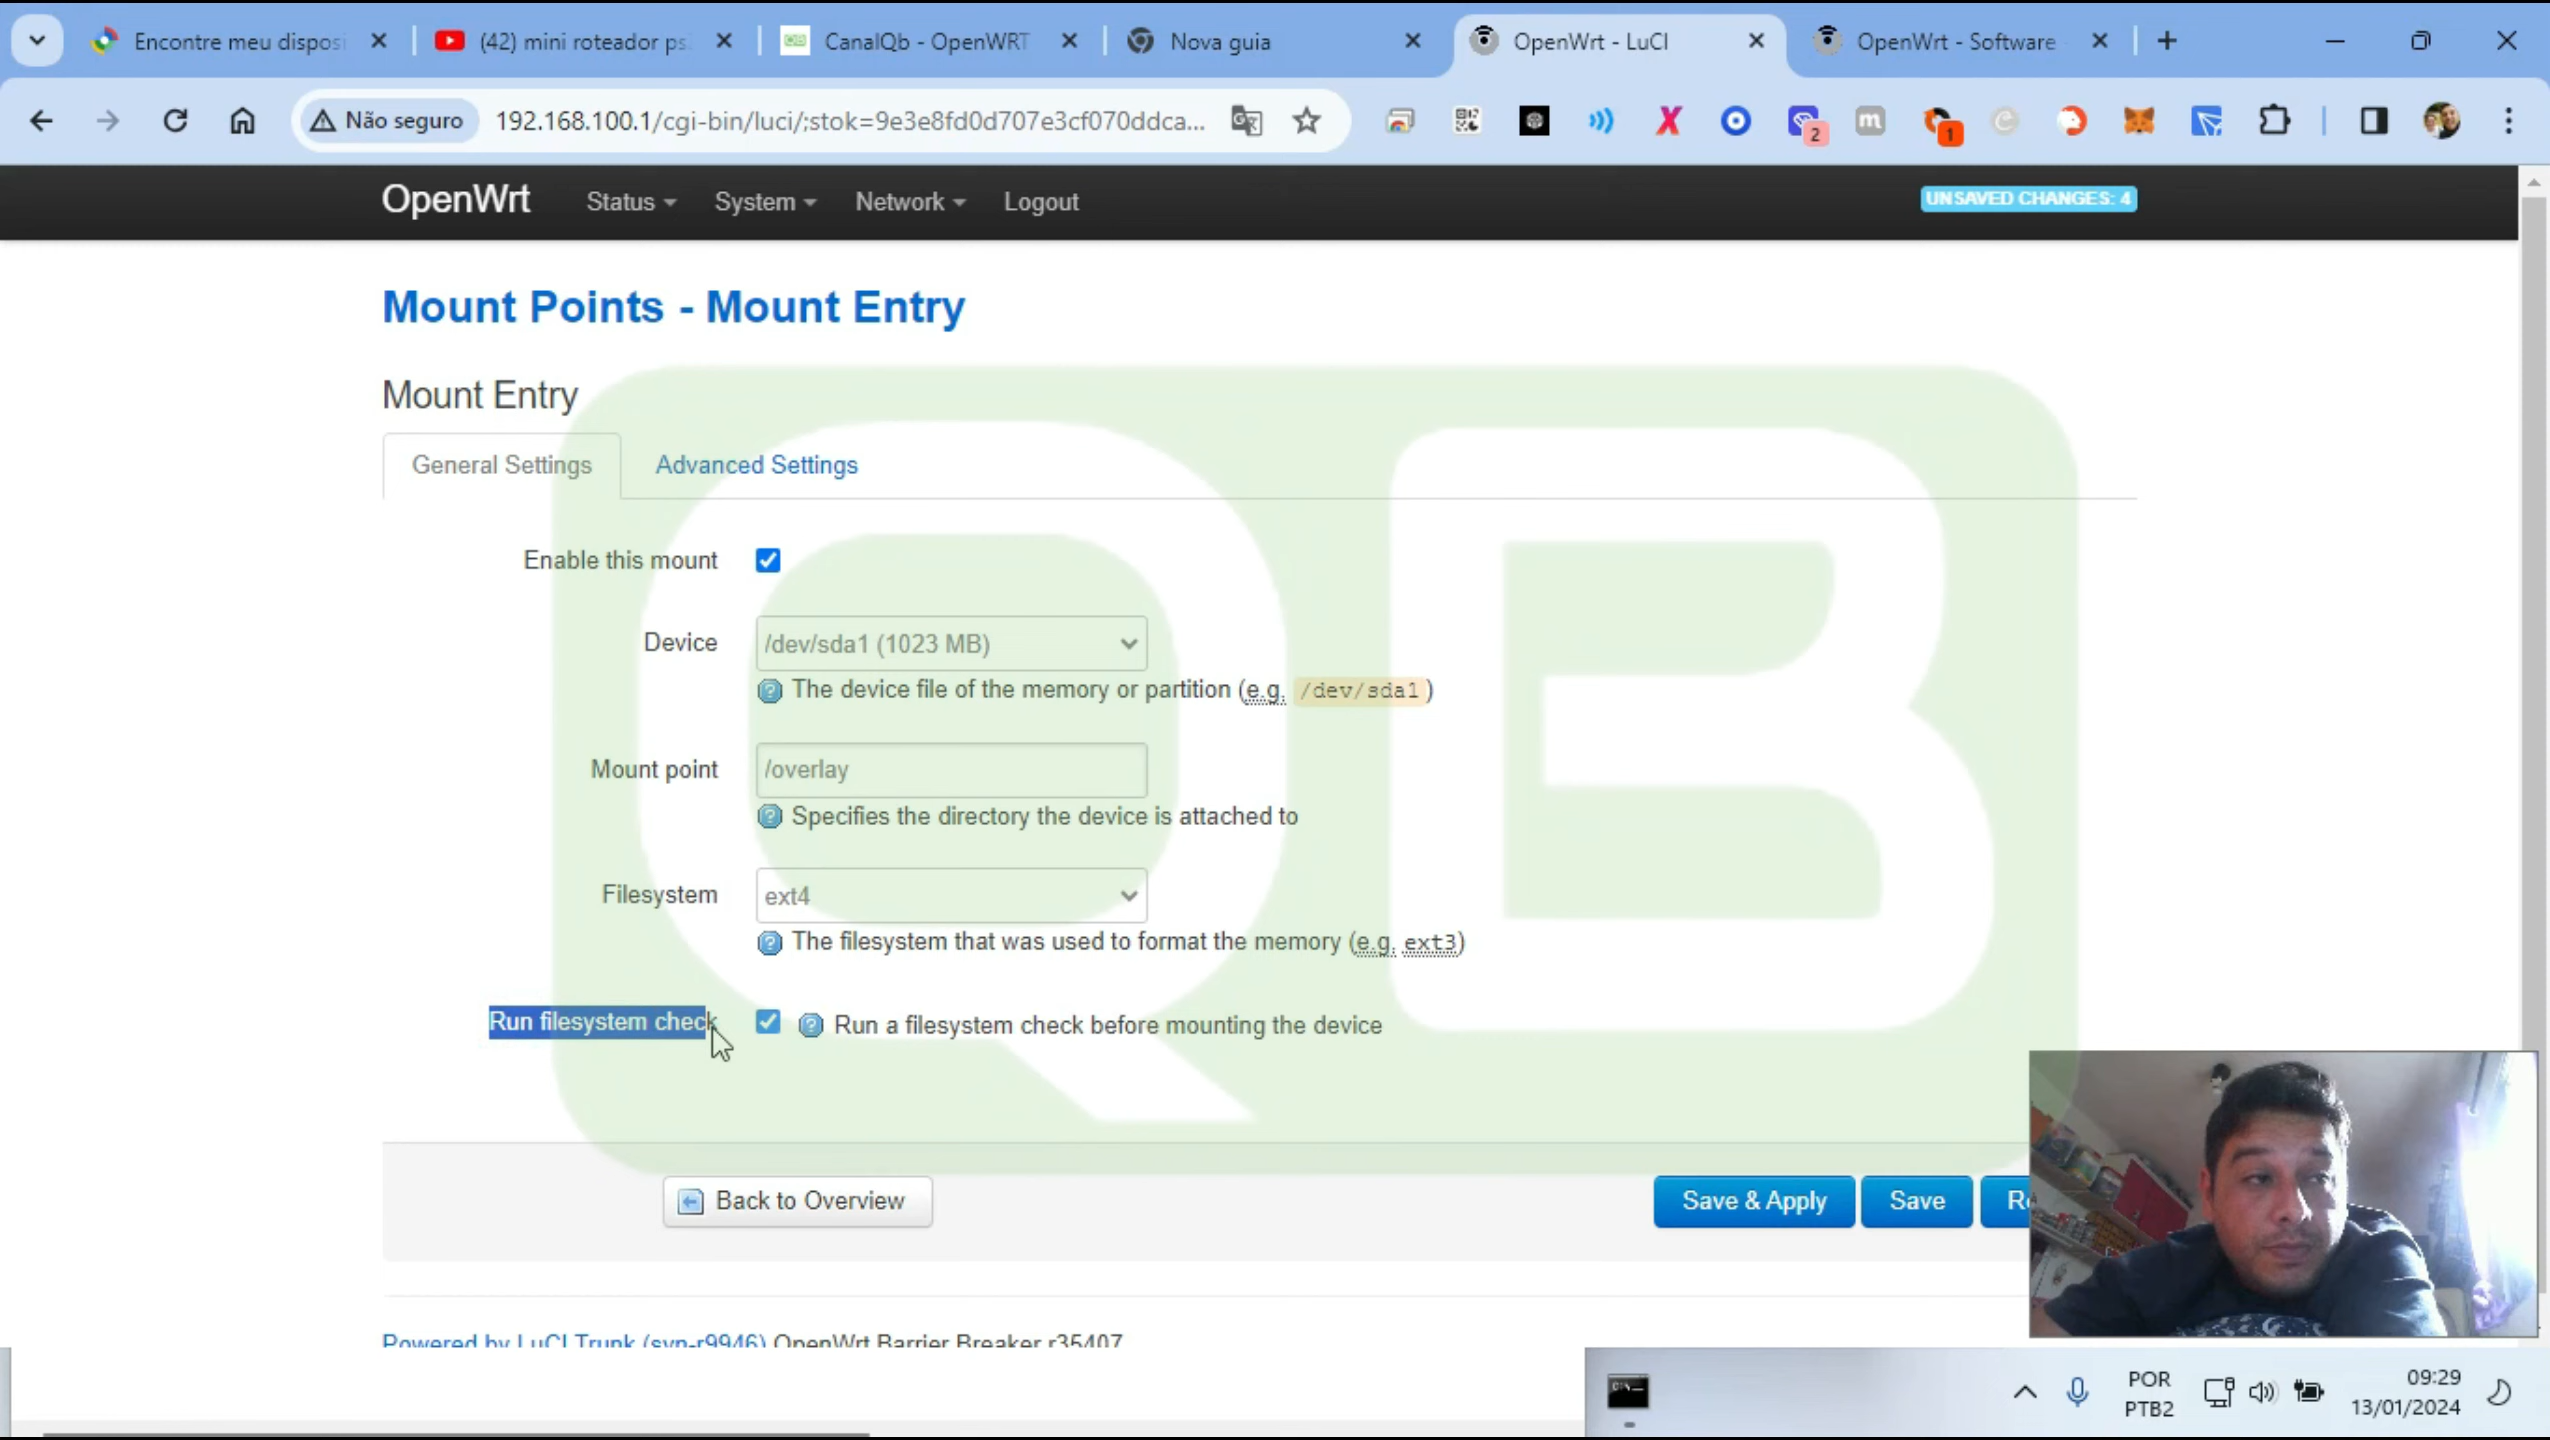 Encontre meu disposi
(42) mini roteador ps
CanalQb - OpenWRT
Nova guia
OpenWrt - LuCI
OpenWrt - Software
Não seguro
192.168.100.1/cgi-bin/luci/;stok=9e3e8fd0d707e3cf070ddca...
2
1
OpenWrt
Status
System
Network
Logout
UNSAVED CHANGES: 4
Mount Points - Mount Entry
Mount Entry
General Settings
Advanced Settings
Enable this mount
Device
/dev/sda1 (1023 MB)
The device file of the memory or partition (e.g. /dev/sda1)
Mount point
/overlay
Specifies the directory the device is attached to
Filesystem
ext4
The filesystem that was used to format the memory (e.g. ext3)
Run filesystem check
Run a filesystem check before mounting the device
QB
Back to Overview
Save & Apply
Save
Re
Powered by LuCI Trunk (svn-r9946) OpenWrt Barrier Breaker r35407
POR
PTB2
09:29
13/01/2024